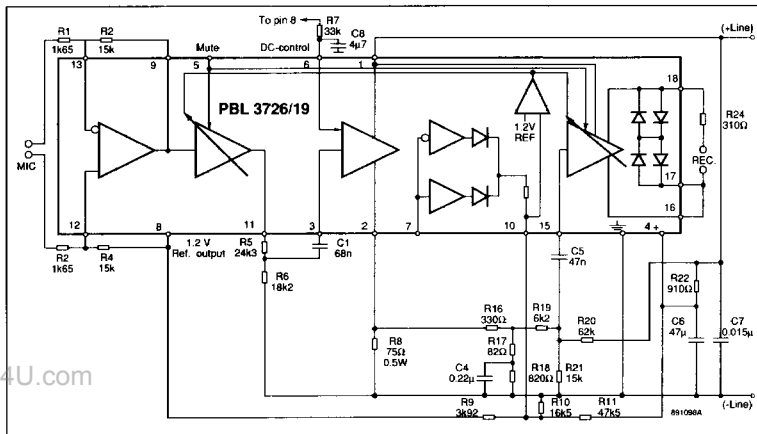 To pin 8
R7
33k
C8
4µ7
(+Line)
R1
1k65
R2
15k
Mute
DC-control
13
9
5
6
1
18
PBL 3726/19
1.2V
REF
R24
310Ω
REC.
MIC
17
16
12
8
11
3
2
7
10
15
4 +
1.2 V
Ref. output
R2
1k65
R4
15k
R5
24k3
C1
68n
C5
47n
R6
18k2
R22
910Ω
R16
330Ω
R19
6k2
R20
62k
C6
47µ
C7
0.015µ
R8
75Ω
0.5W
R17
82Ω
C4
0.22µ
R18
820Ω
R21
15k
4U.com
(-Line)
R9
3k92
R10
16k5
R11
47k5
891098A